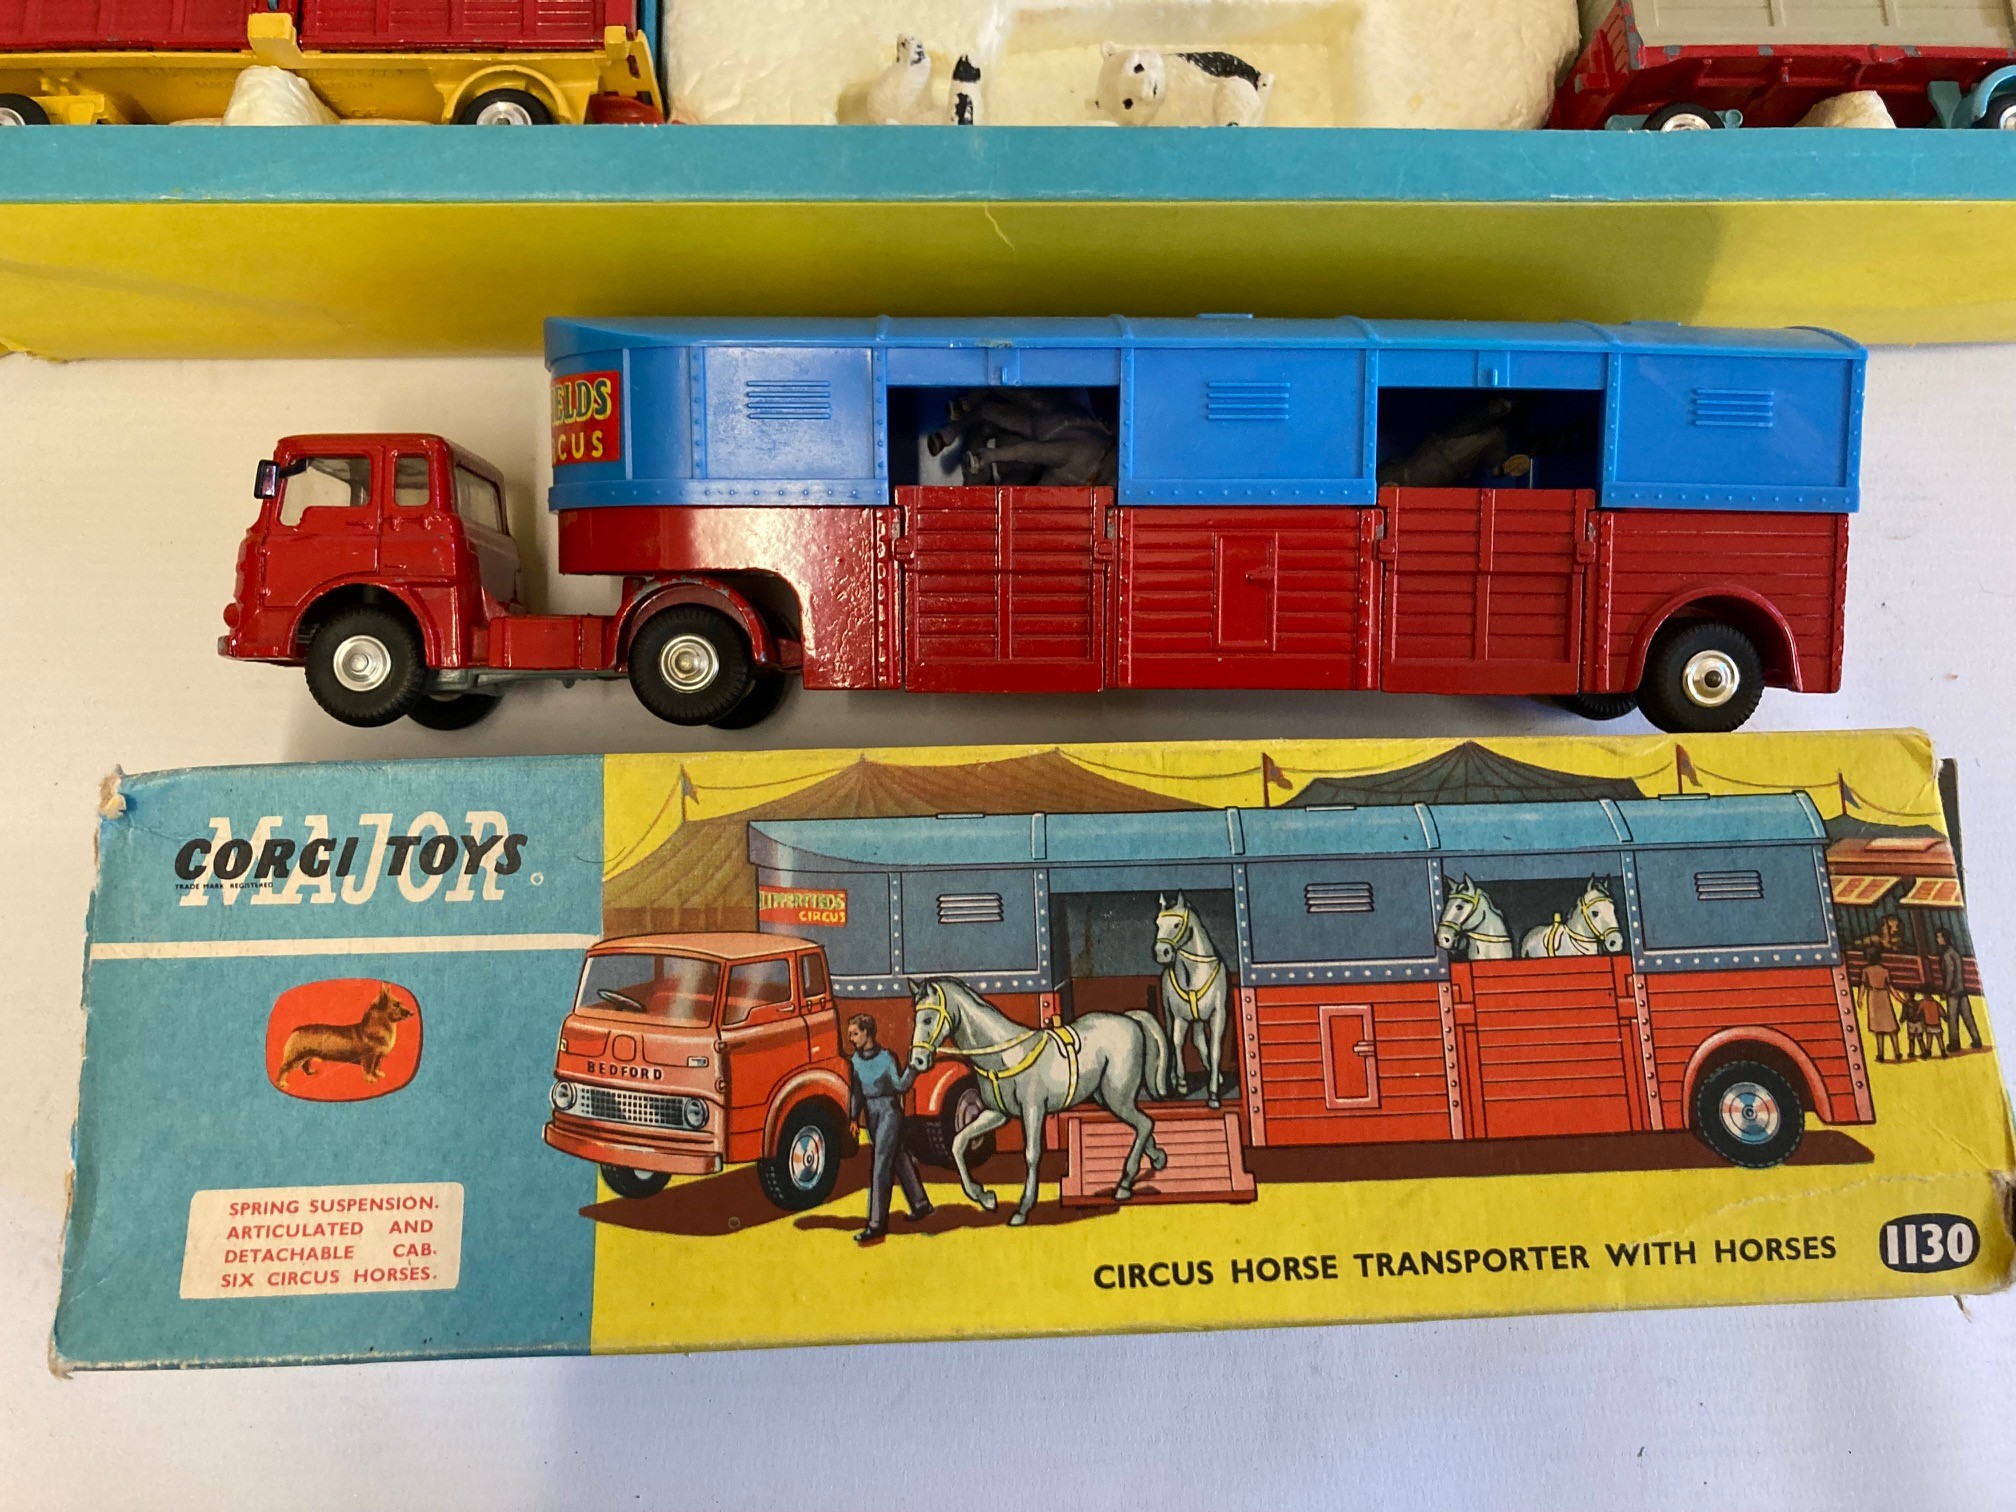 ELDS
CUS
CORGI TOYS
MAJOR
TRADE MARK REGISTERED
CIRCUS
BEDFORD
SPRING SUSPENSION.
ARTICULATED AND
DETACHABLE CAB.
SIX CIRCUS HORSES.
CIRCUS HORSE TRANSPORTER WITH HORSES
1130